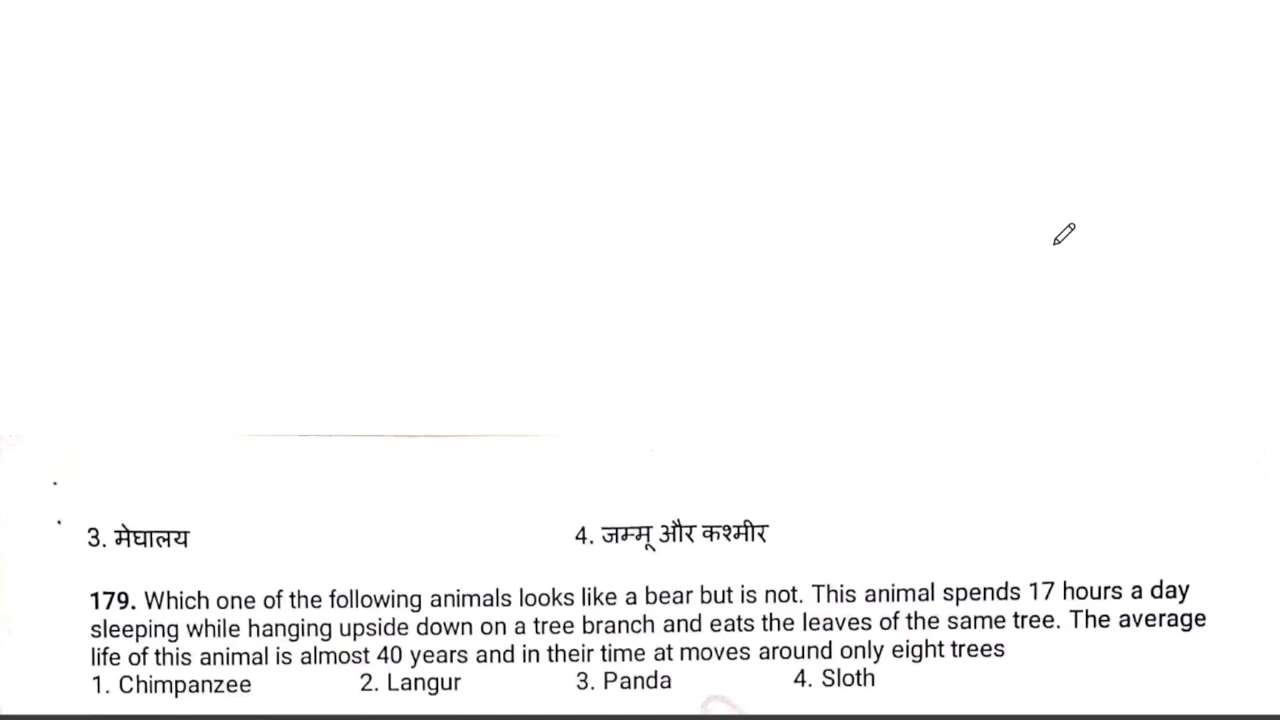 3. मेघालय 4. जम्मू और कश्मीर
179. Which one of the following animals looks like a bear but is not. This animal spends 17 hours a day
sleeping while hanging upside down on a tree branch and eats the leaves of the same tree. The average
life of this animal is almost 40 years and in their time at moves around only eight trees
1. Chimpanzee 2. Langur 3. Panda 4. Sloth